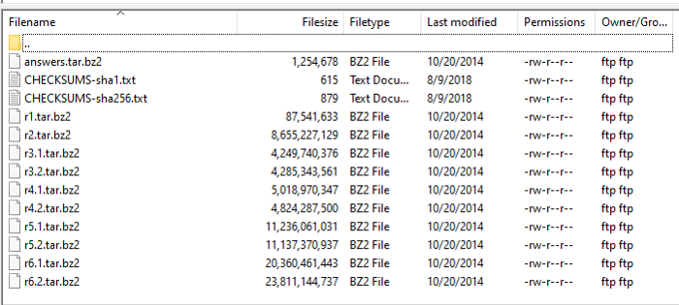 Filename Filesize Filetype Last modified Permissions Owner/Gro...
..
answers.tar.bz2 1,254,678 BZ2 File 10/20/2014 -rw-r--r-- ftp ftp
CHECKSUMS-sha1.txt 615 Text Docu... 8/9/2018 -rw-r--r-- ftp ftp
CHECKSUMS-sha256.txt 879 Text Docu... 8/9/2018 -rw-r--r-- ftp ftp
r1.tar.bz2 87,541,633 BZ2 File 10/20/2014 -rw-r--r-- ftp ftp
r2.tar.bz2 8,655,227,129 BZ2 File 10/20/2014 -rw-r--r-- ftp ftp
r3.1.tar.bz2 4,249,740,376 BZ2 File 10/20/2014 -rw-r--r-- ftp ftp
r3.2.tar.bz2 4,285,343,561 BZ2 File 10/20/2014 -rw-r--r-- ftp ftp
r4.1.tar.bz2 5,018,970,347 BZ2 File 10/20/2014 -rw-r--r-- ftp ftp
r4.2.tar.bz2 4,824,287,500 BZ2 File 10/20/2014 -rw-r--r-- ftp ftp
r5.1.tar.bz2 11,236,061,031 BZ2 File 10/20/2014 -rw-r--r-- ftp ftp
r5.2.tar.bz2 11,137,370,937 BZ2 File 10/20/2014 -rw-r--r-- ftp ftp
r6.1.tar.bz2 20,360,461,443 BZ2 File 10/20/2014 -rw-r--r-- ftp ftp
r6.2.tar.bz2 23,811,144,737 BZ2 File 10/20/2014 -rw-r--r-- ftp ftp